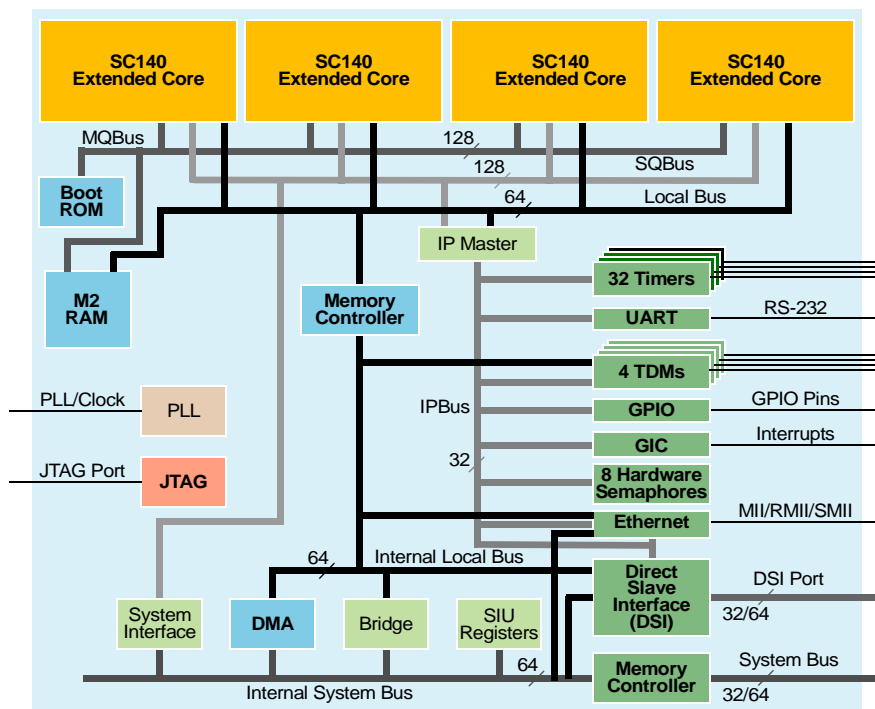 SC140
Extended Core
SC140
Extended Core
SC140
Extended Core
SC140
Extended Core
MQBus
128
128
SQBus
64
Local Bus
Boot
ROM
IP Master
M2
RAM
Memory
Controller
32 Timers
UART
RS-232
4 TDMs
PLL/Clock
PLL
IPBus
GPIO
GPIO Pins
GIC
Interrupts
32
JTAG Port
JTAG
8 Hardware
Semaphores
Ethernet
MII/RMII/SMII
64
Internal Local Bus
Direct
Slave
Interface
(DSI)
DSI Port
32/64
System
Interface
DMA
Bridge
SIU
Registers
64
Internal System Bus
Memory
Controller
System Bus
32/64